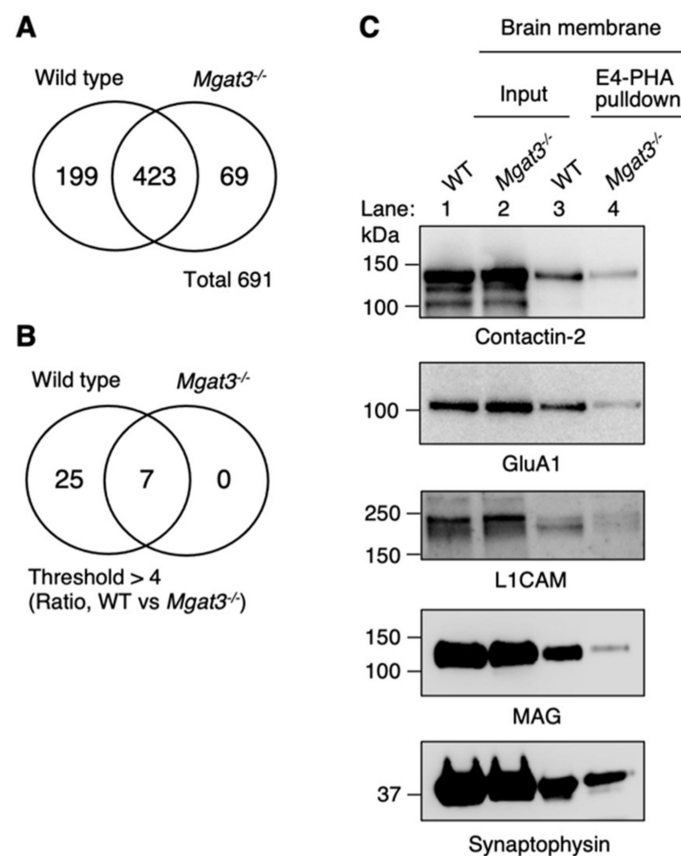 A
Wild type Mgat3-/-
199 423 69
Total 691
B
Wild type Mgat3-/-
25 7 0
Threshold > 4
(Ratio, WT vs Mgat3-/-)
C
Brain membrane
Input
E4-PHA
pulldown
WT Mgat3-/- WT Mgat3-/-
Lane: 1 2 3 4
kDa
150
100
Contactin-2
100
GluA1
250
150
L1CAM
150
100
MAG
37
Synaptophysin